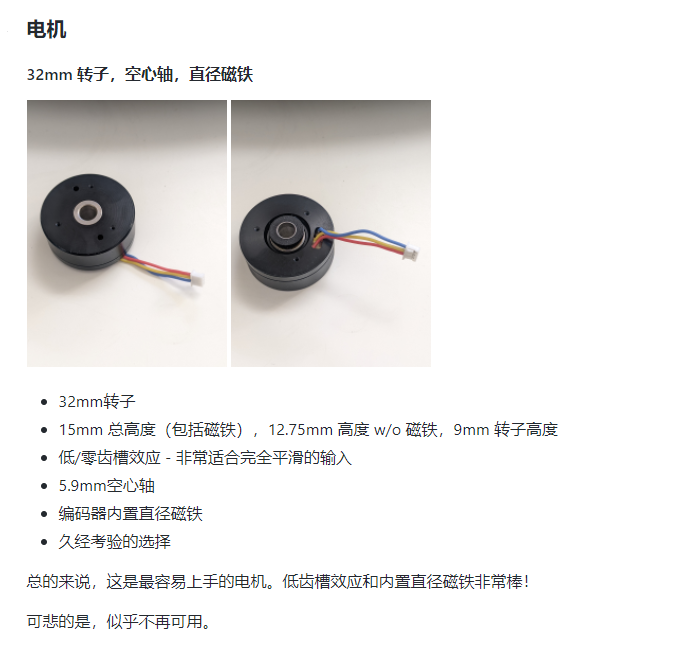 电机
32mm 转子，空心轴，直径磁铁
32mm转子
15mm 总高度（包括磁铁），12.75mm 高度 w/o 磁铁，9mm 转子高度
低/零齿槽效应 - 非常适合完全平滑的输入
5.9mm空心轴
编码器内置直径磁铁
久经考验的选择
总的来说，这是最容易上手的电机。低齿槽效应和内置直径磁铁非常棒！
可悲的是，似乎不再可用。